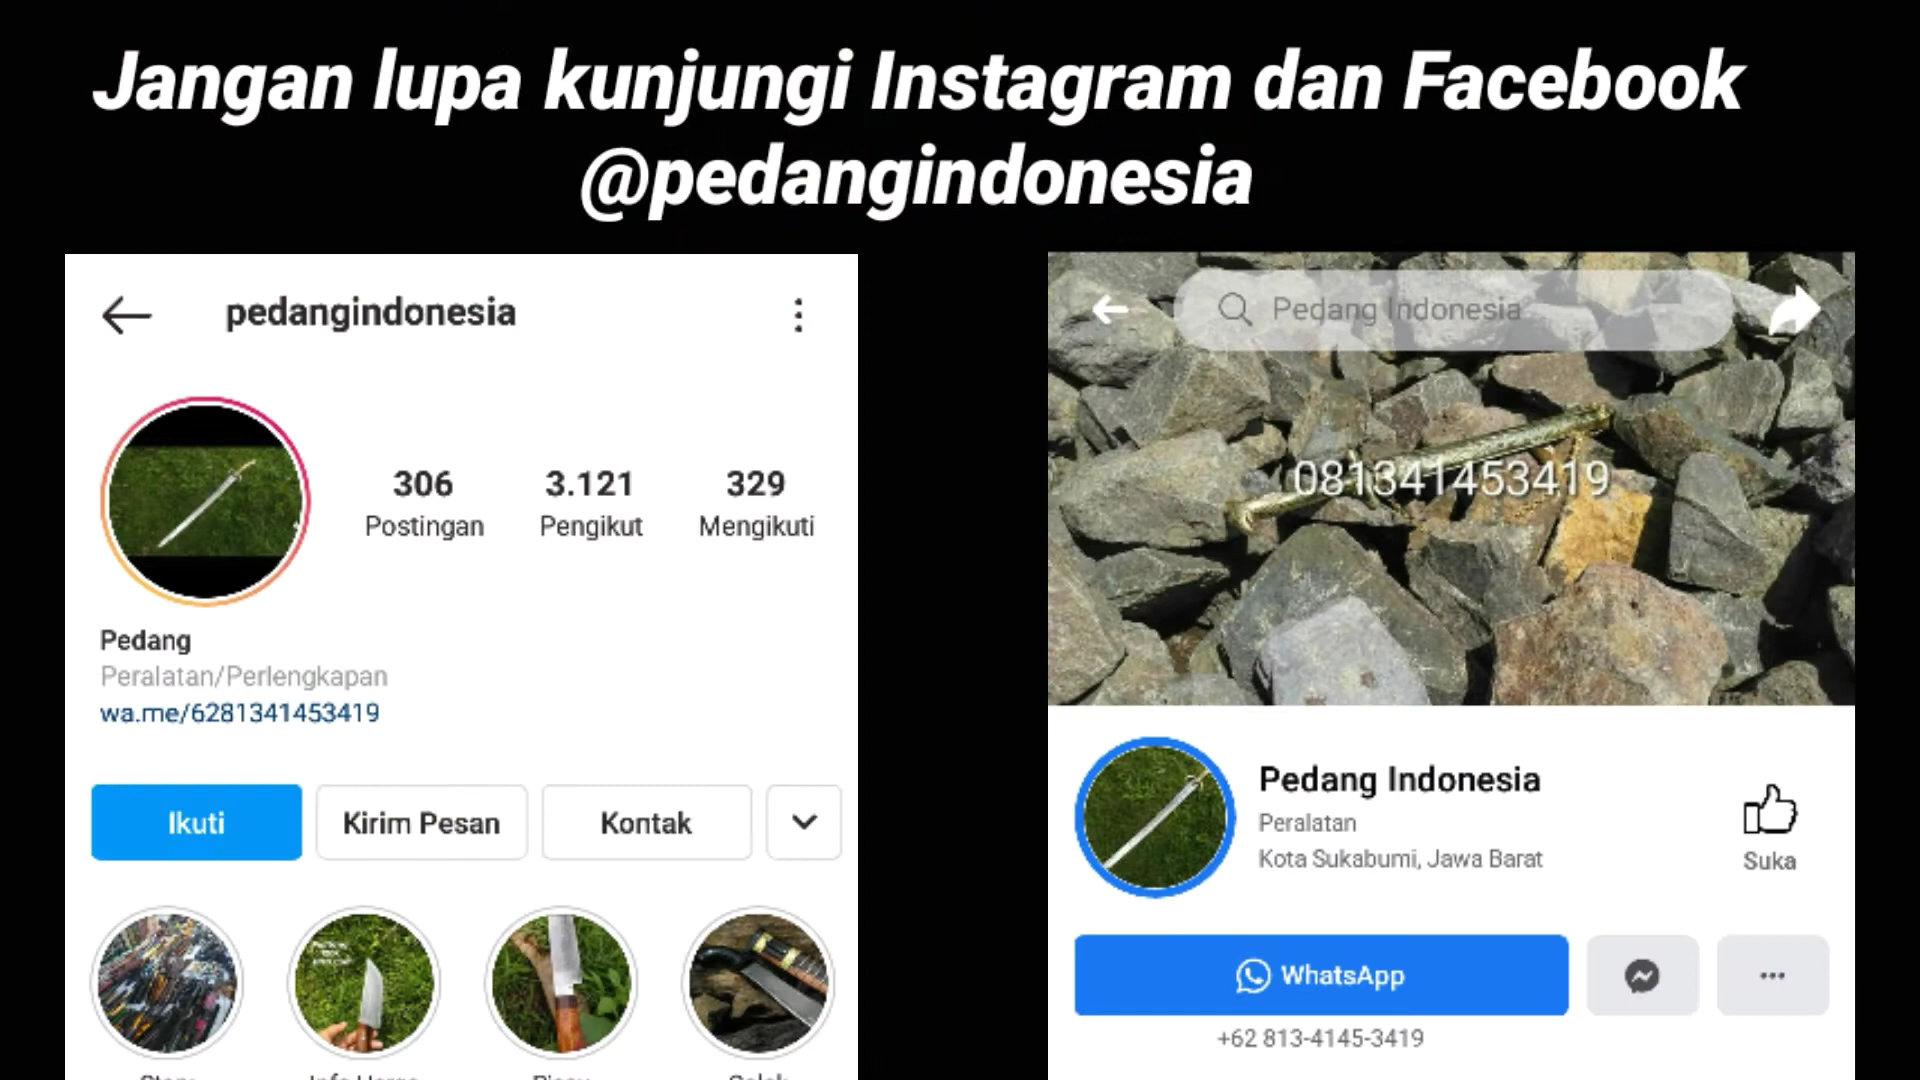 Jangan lupa kunjungi Instagram dan Facebook
@pedangindonesia
pedangindonesia
306
Postingan
3.121
Pengikut
329
Mengikuti
Pedang
Peralatan/Perlengkapan
wa.me/6281341453419
Ikuti
Kirim Pesan
Kontak
Pedang Indonesia
081341453419
Pedang Indonesia
Peralatan
Kota Sukabumi, Jawa Barat
Suka
WhatsApp
+62 813-4145-3419